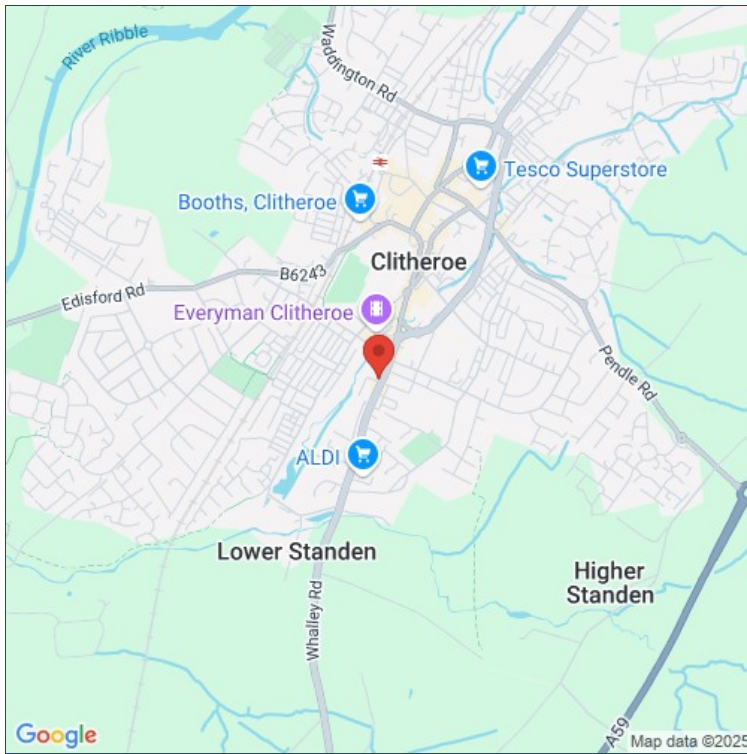 River Ribble
Waddington Rd
Tesco Superstore
Booths, Clitheroe
Clitheroe
B6243
Edisford Rd
Everyman Clitheroe
Pendle Rd
ALDI
Lower Standen
Higher
Standen
Whalley Rd
A59
Google
Map data ©2025